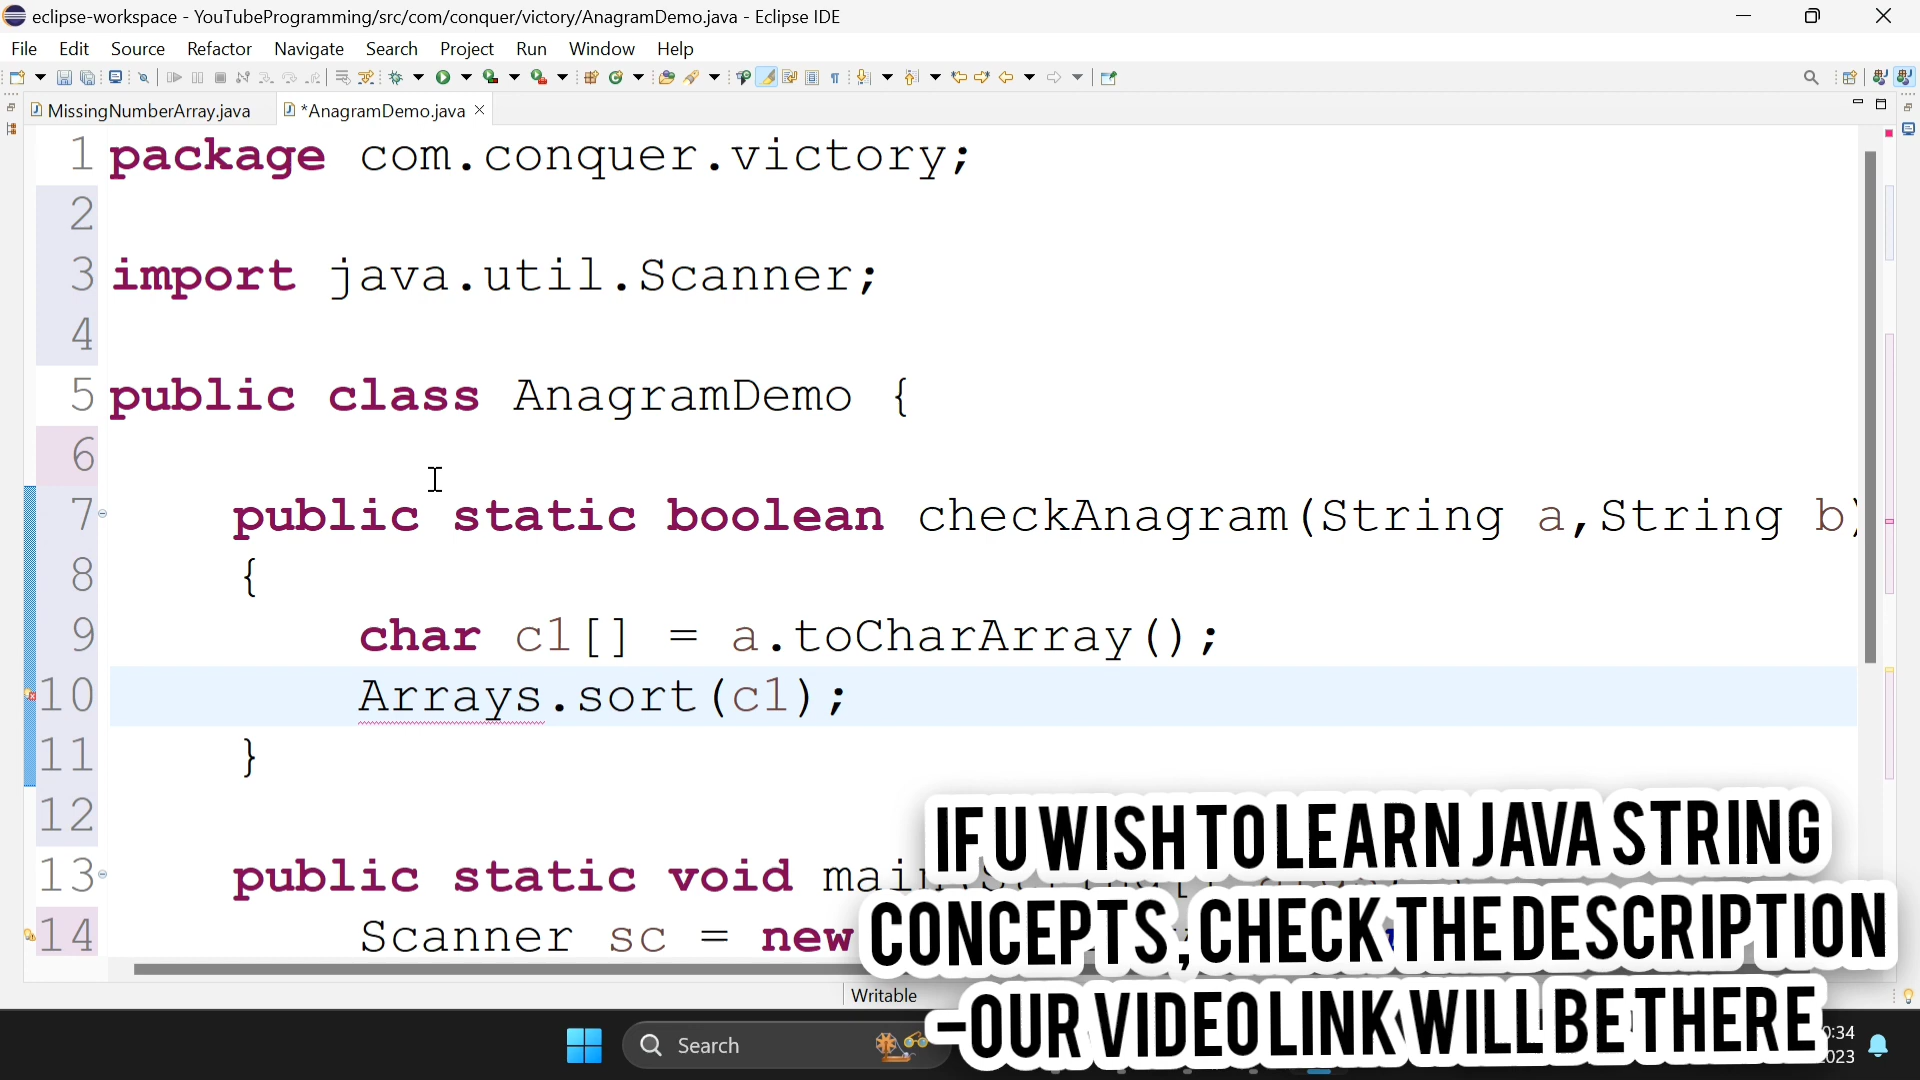 eclipse-workspace - YouTubeProgramming/src/com/conquer/victory/AnagramDemo.java - Eclipse IDE
File Edit Source Refactor Navigate Search Project Run Window Help
MissingNumberArray.java *AnagramDemo.java
1 package com.conquer.victory;
2
3 import java.util.Scanner;
4
5 public class AnagramDemo {
6
7 public static boolean checkAnagram(String a,String b)
8 {
9 char c1[] = a.toCharArray();
10 Arrays.sort(c1);
11 }
12
13 public static void main
14 Scanner sc = new
IF U WISH TO LEARN JAVA STRING
CONCEPTS ,CHECK THE DESCRIPTION
-OUR VIDEO LINK WILL BE THERE
Writable
Search